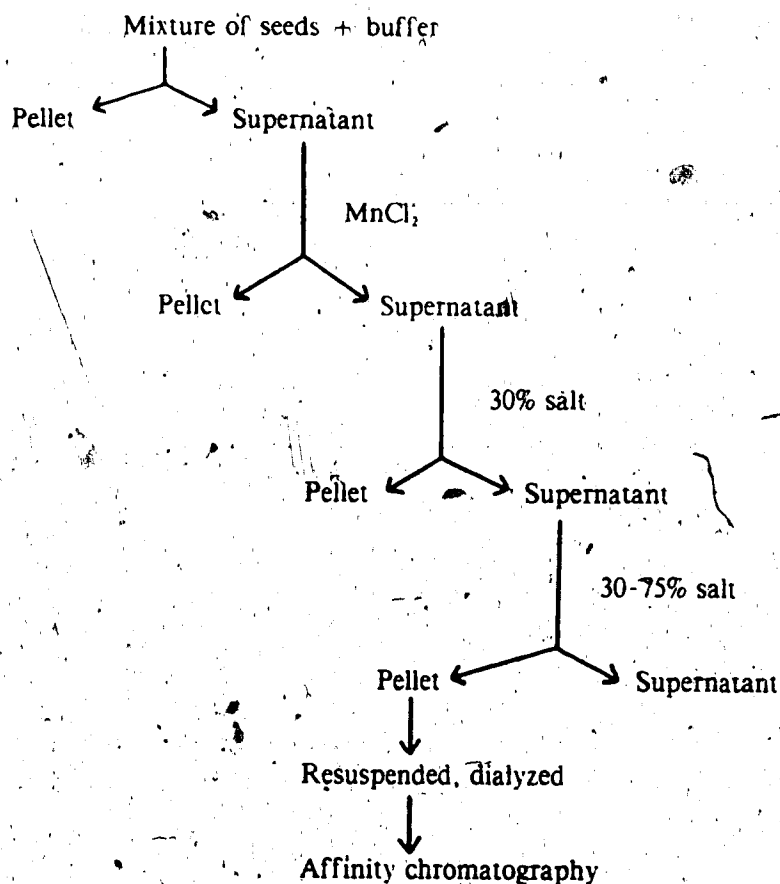 Mixture of seeds + buffer
Pellet
Supernatant
MnCl₂
Pellet
Supernatant
30% salt
Pellet
Supernatant
30-75% salt
Pellet
Supernatant
Resuspended, dialyzed
Affinity chromatography